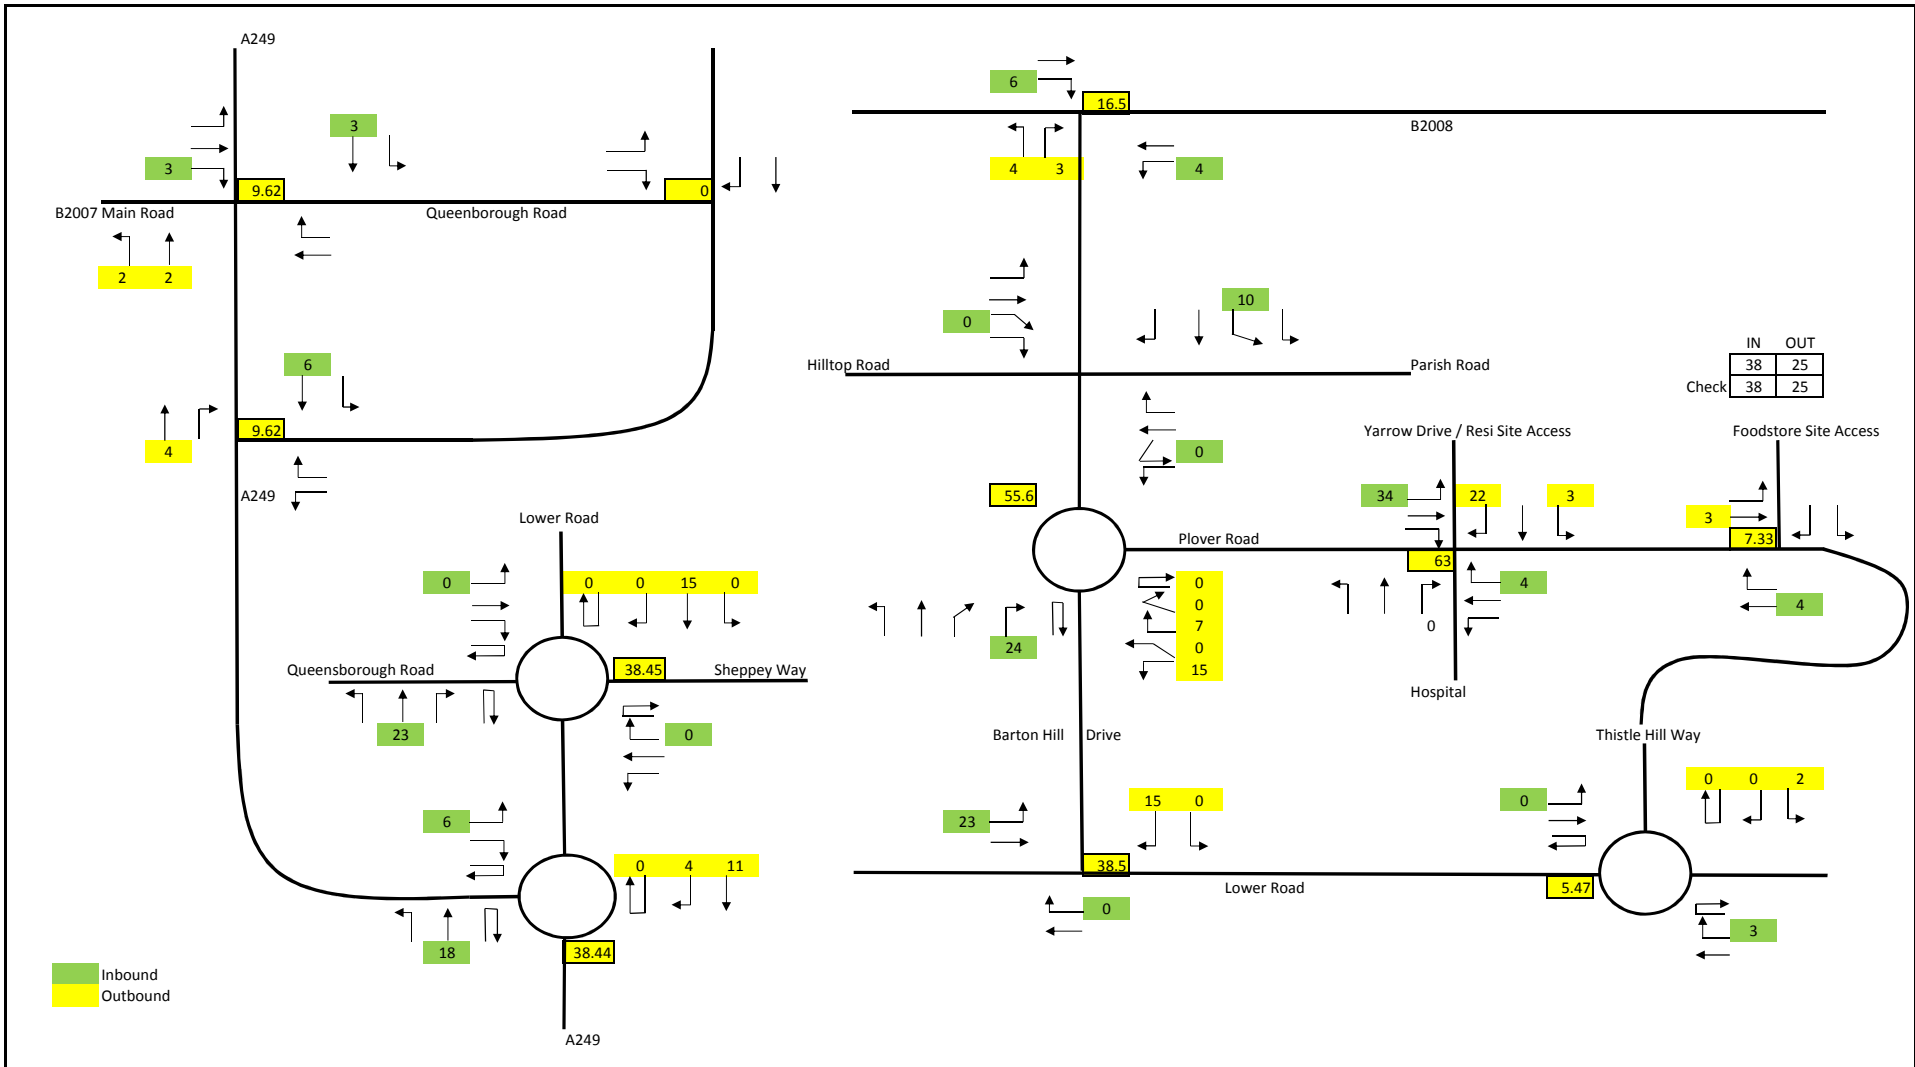 A249
6
16.5
B2008
3
3
4 3
4
9.62
0
B2007 Main Road
Queenborough Road
2 2
10
0
IN OUT
38 25
Check 38 25
Hilltop Road
Parish Road
6
4
9.62
0
Yarrow Drive / Resi Site Access
Foodstore Site Access
A249
55.6
34
22
3
3
Lower Road
Plover Road
63
7.33
0
0 0 15 0
0
0
7
0
15
4
4
0
24
Queensborough Road
38.45
Sheppey Way
Hospital
23
0
Barton Hill Drive
Thistle Hill Way
0 0 2
6
23
15 0
0
0 4 11
38.5
Lower Road
5.47
0
3
18
38.44
Inbound
Outbound
A249